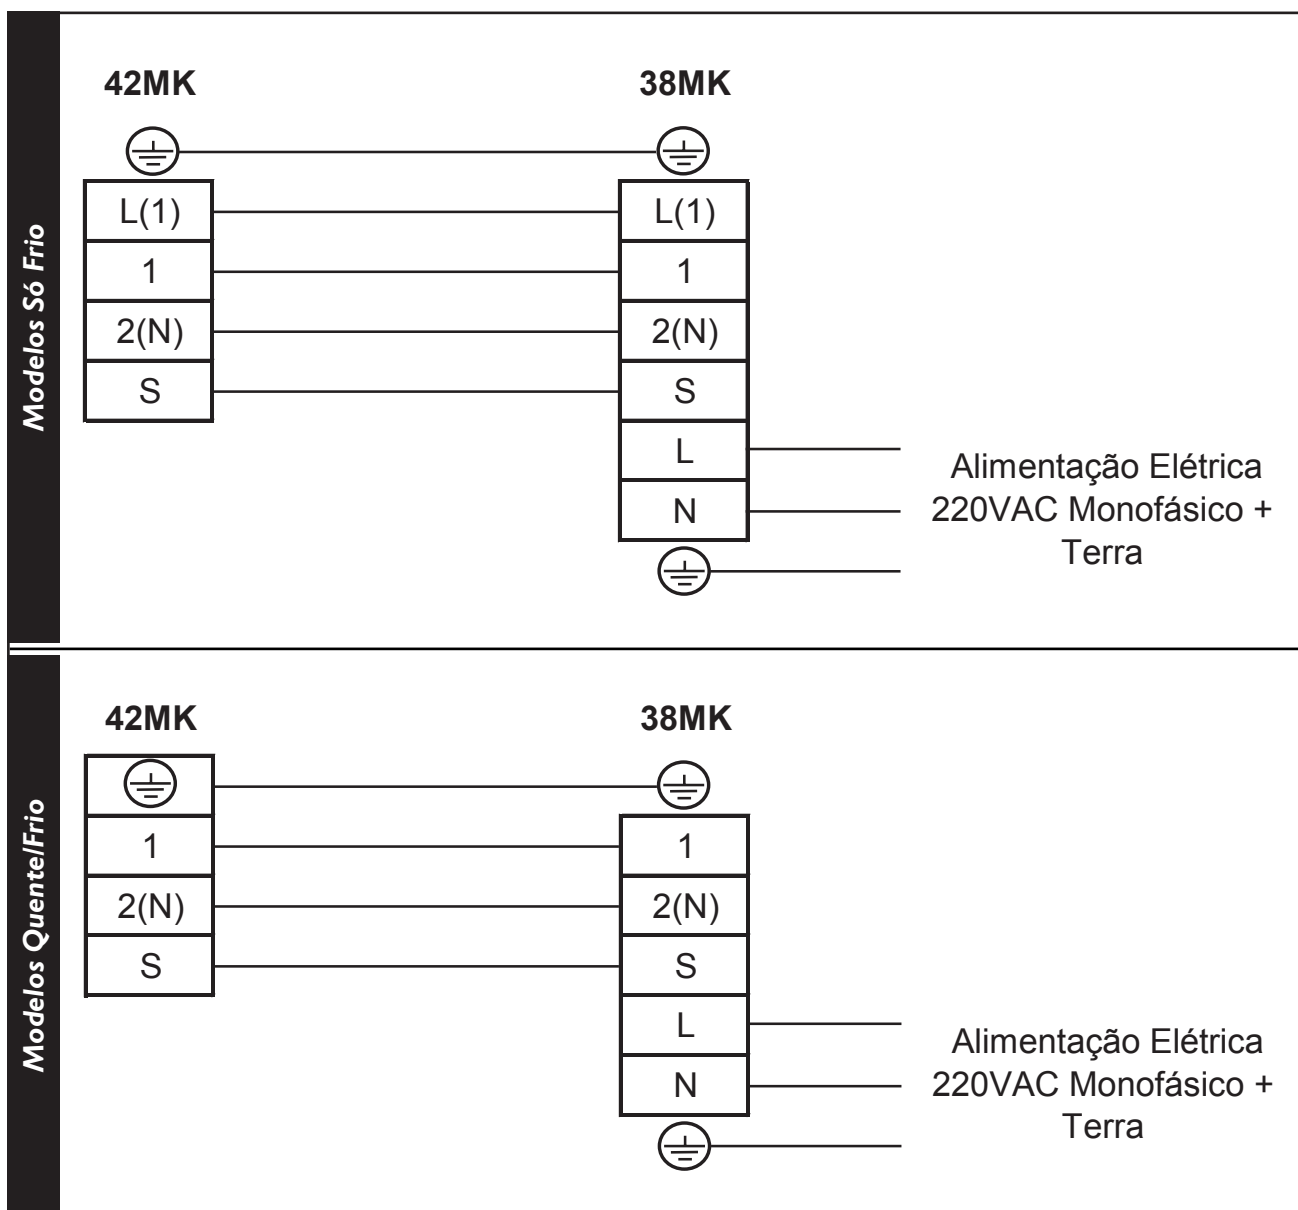 Modelos Só Frio
42MK
38MK
L(1)
L(1)
1
1
2(N)
2(N)
S
S
L
N
Alimentação Elétrica
220VAC Monofásico +
Terra
Modelos Quente/Frio
42MK
38MK
1
1
2(N)
2(N)
S
S
L
N
Alimentação Elétrica
220VAC Monofásico +
Terra